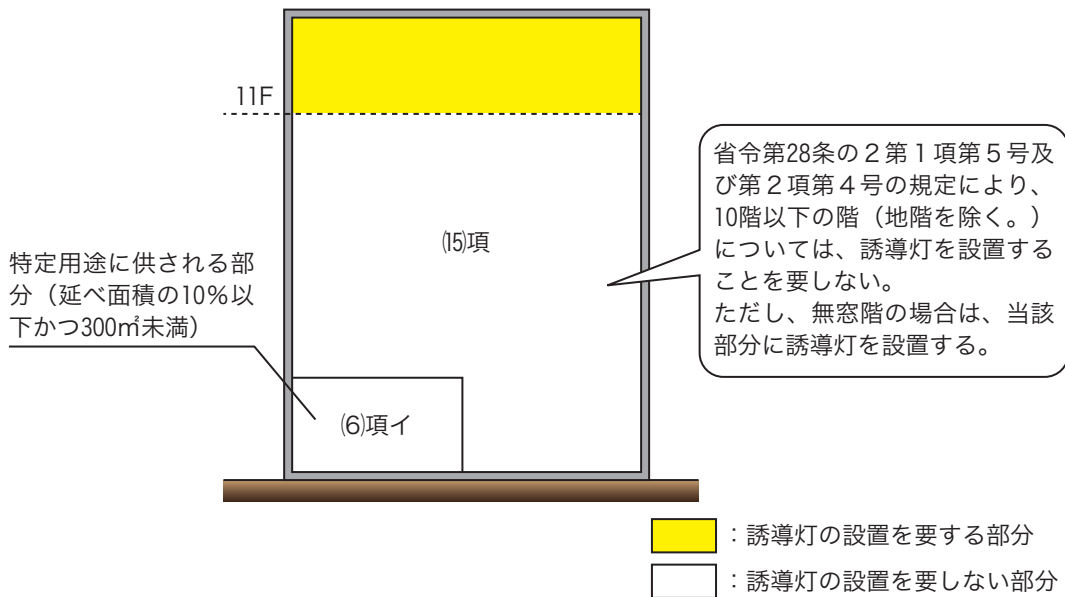 11F
省令第28条の2第1項第5号及
び第2項第4号の規定により、
10階以下の階（地階を除く。）
については、誘導灯を設置する
ことを要しない。
ただし、無窓階の場合は、当該
部分に誘導灯を設置する。
⒂項
特定用途に供される部
分（延べ面積の10％以
下かつ300㎡未満）
⑹項イ
：誘導灯の設置を要する部分
：誘導灯の設置を要しない部分